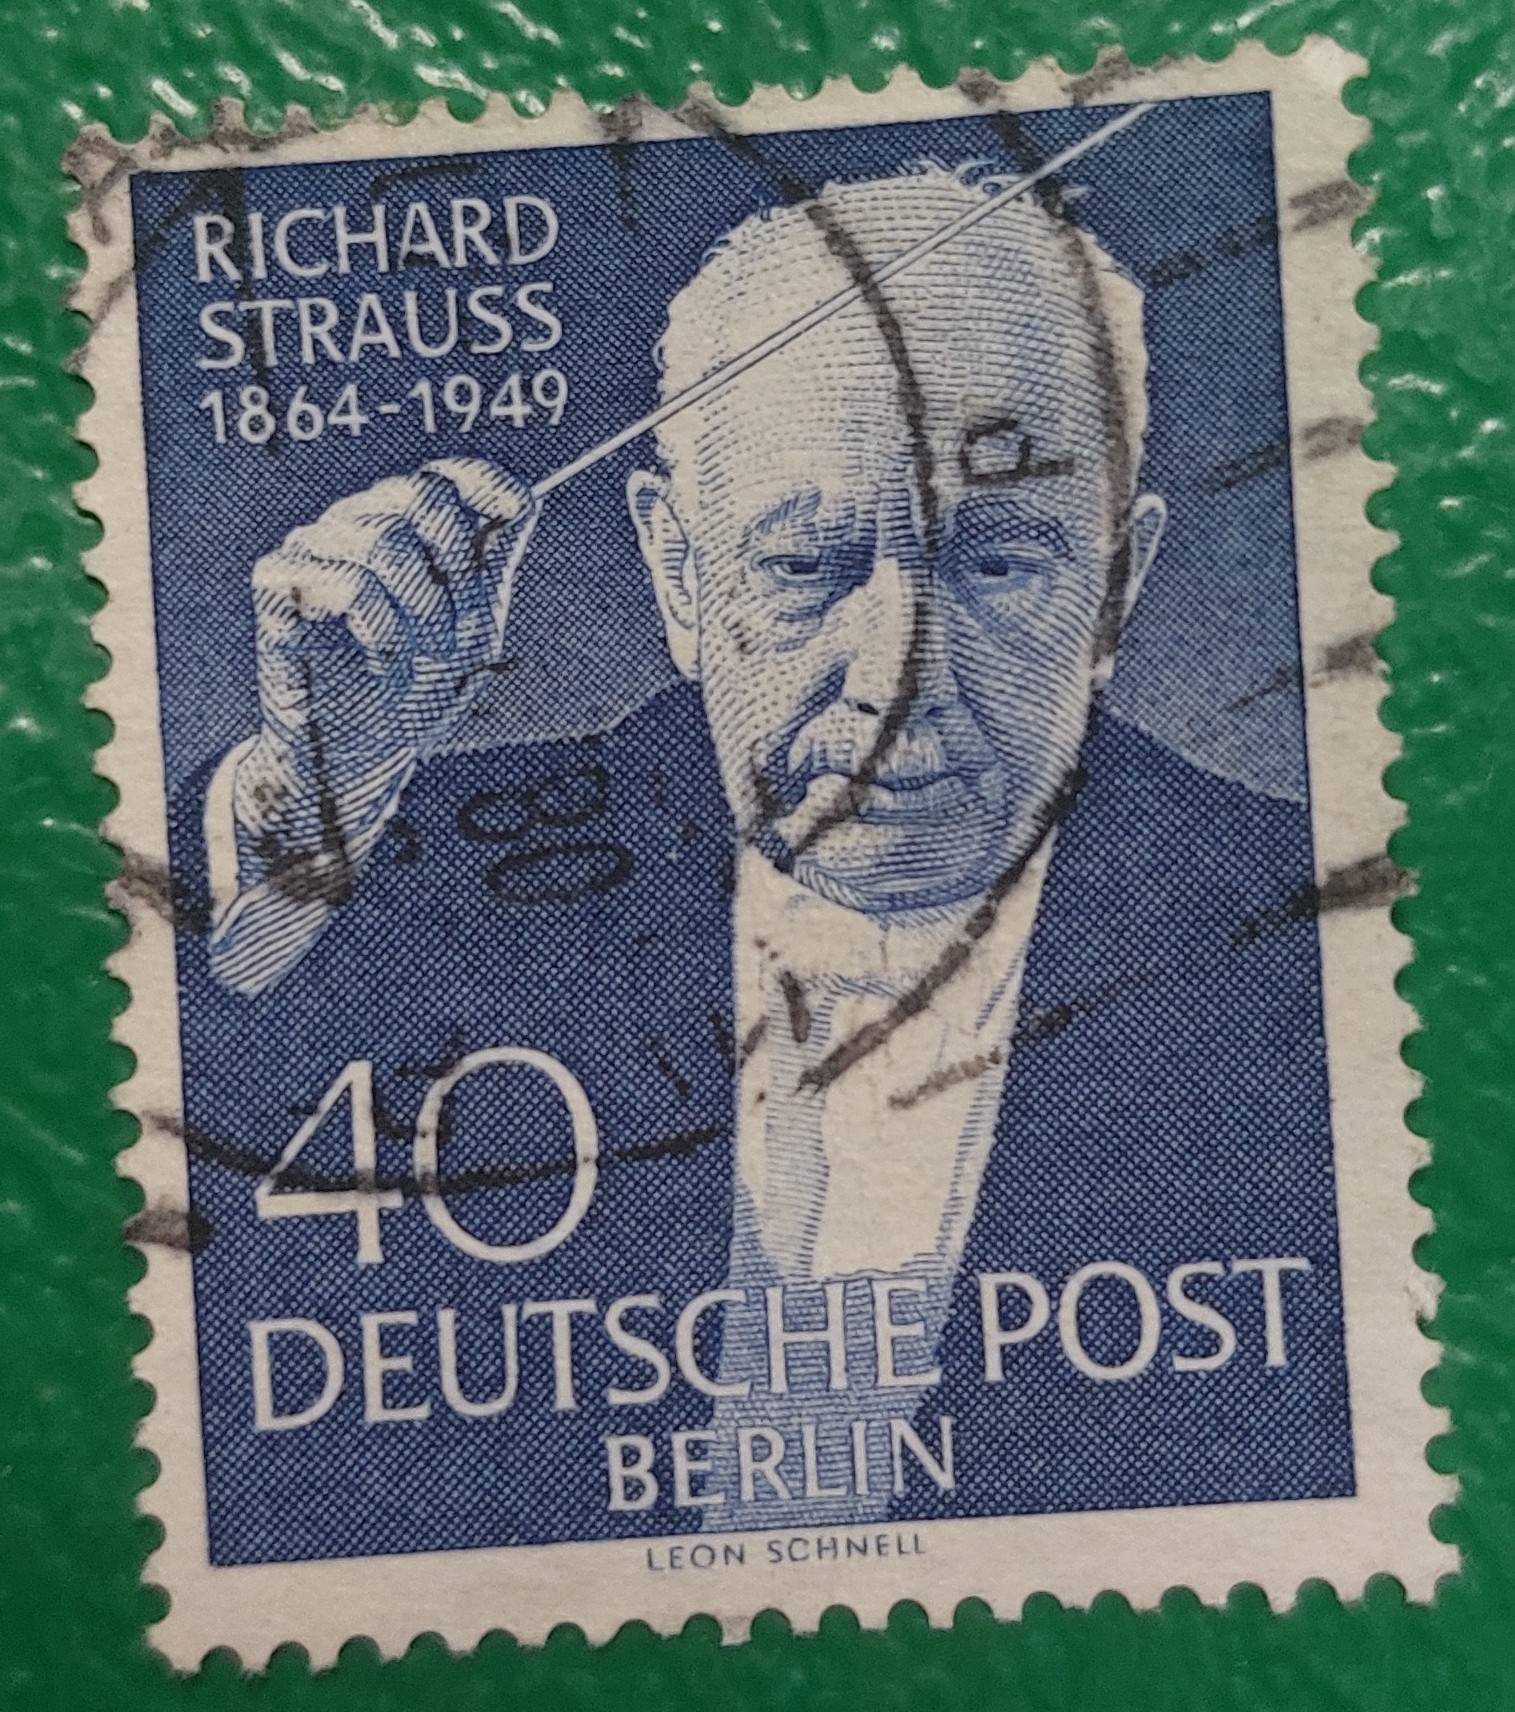 RICHARD
STRAUSS
1864-1949
40
DEUTSCHE POST
BERLIN
LEON SCHNELL